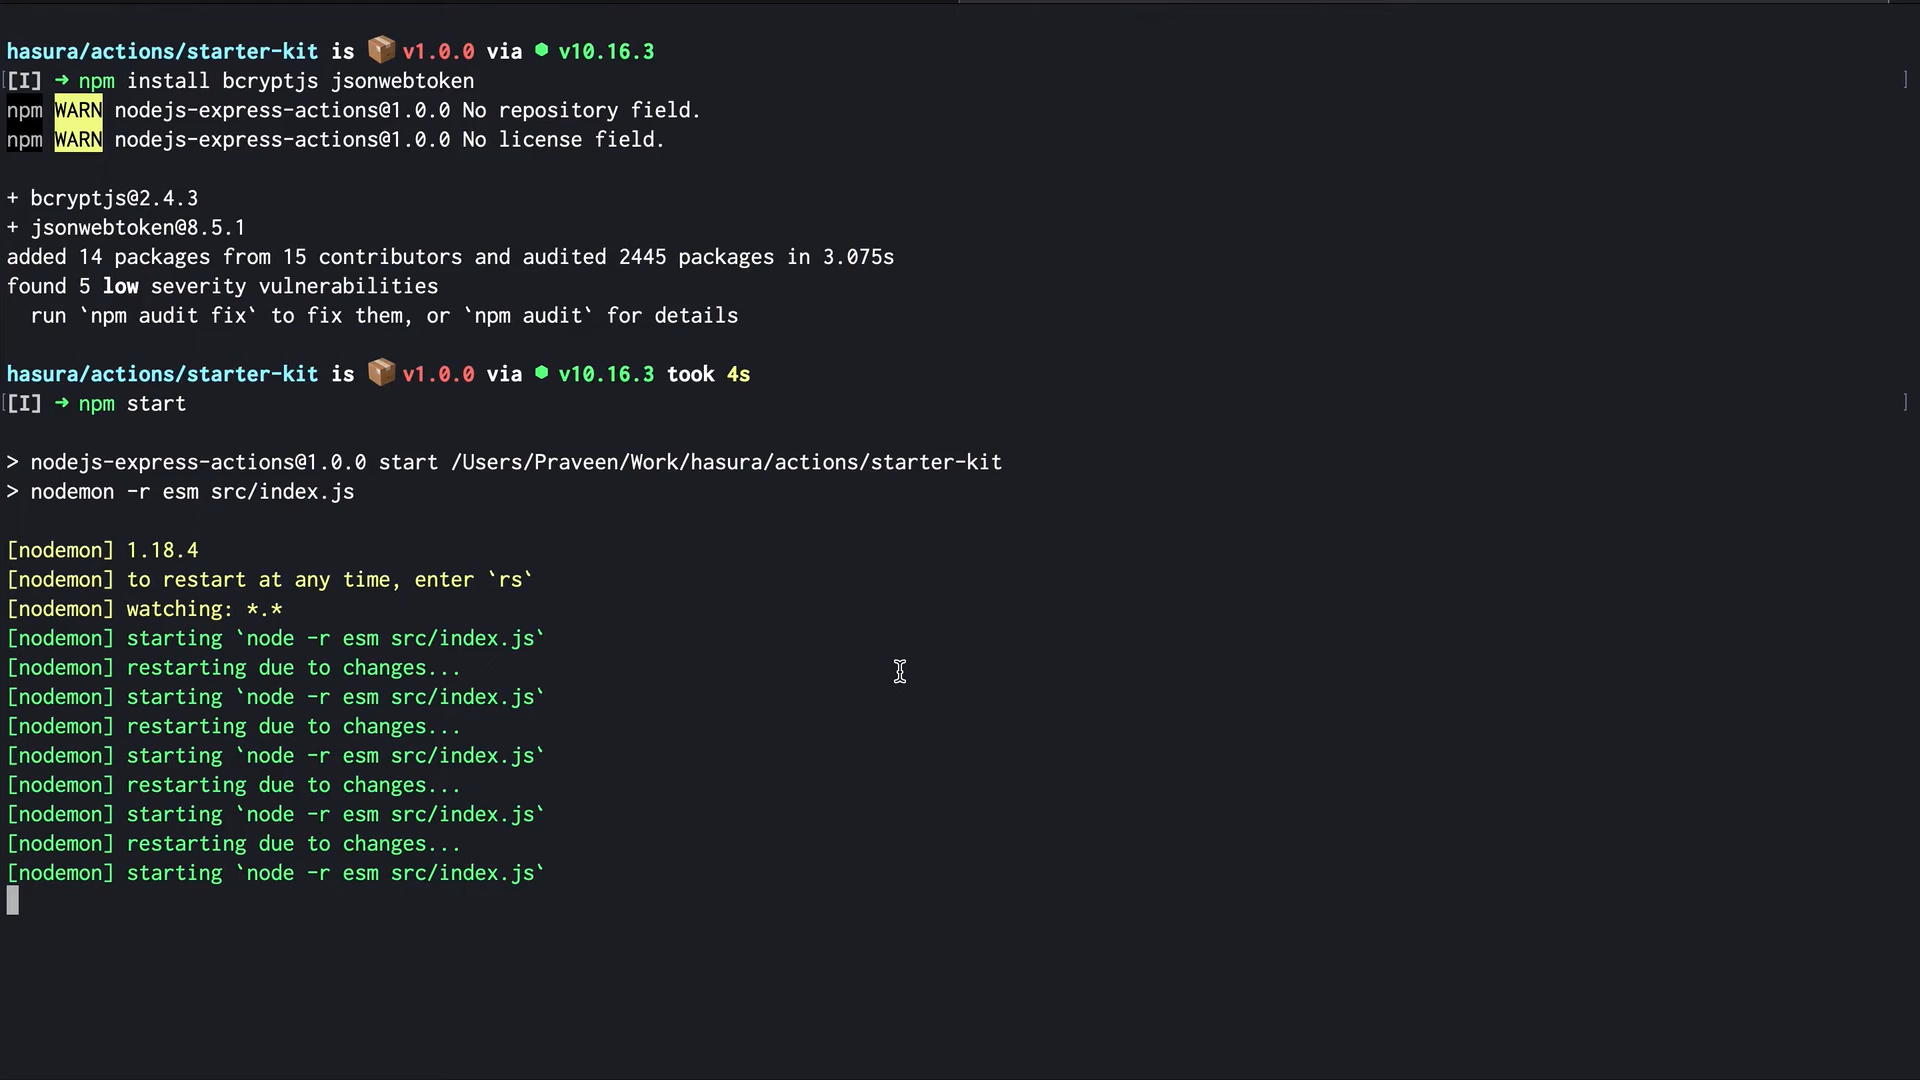 hasura/actions/starter-kit is 📦 v1.0.0 via ⬢ v10.16.3
[I] ➜ npm install bcryptjs jsonwebtoken
npm WARN nodejs-express-actions@1.0.0 No repository field.
npm WARN nodejs-express-actions@1.0.0 No license field.
+ bcryptjs@2.4.3
+ jsonwebtoken@8.5.1
added 14 packages from 15 contributors and audited 2445 packages in 3.075s
found 5 low severity vulnerabilities
run `npm audit fix` to fix them, or `npm audit` for details
hasura/actions/starter-kit is 📦 v1.0.0 via ⬢ v10.16.3 took 4s
[I] ➜ npm start
> nodejs-express-actions@1.0.0 start /Users/Praveen/Work/hasura/actions/starter-kit
> nodemon -r esm src/index.js
[nodemon] 1.18.4
[nodemon] to restart at any time, enter `rs`
[nodemon] watching: *.*
[nodemon] starting `node -r esm src/index.js`
[nodemon] restarting due to changes...
[nodemon] starting `node -r esm src/index.js`
[nodemon] restarting due to changes...
[nodemon] starting `node -r esm src/index.js`
[nodemon] restarting due to changes...
[nodemon] starting `node -r esm src/index.js`
[nodemon] restarting due to changes...
[nodemon] starting `node -r esm src/index.js`